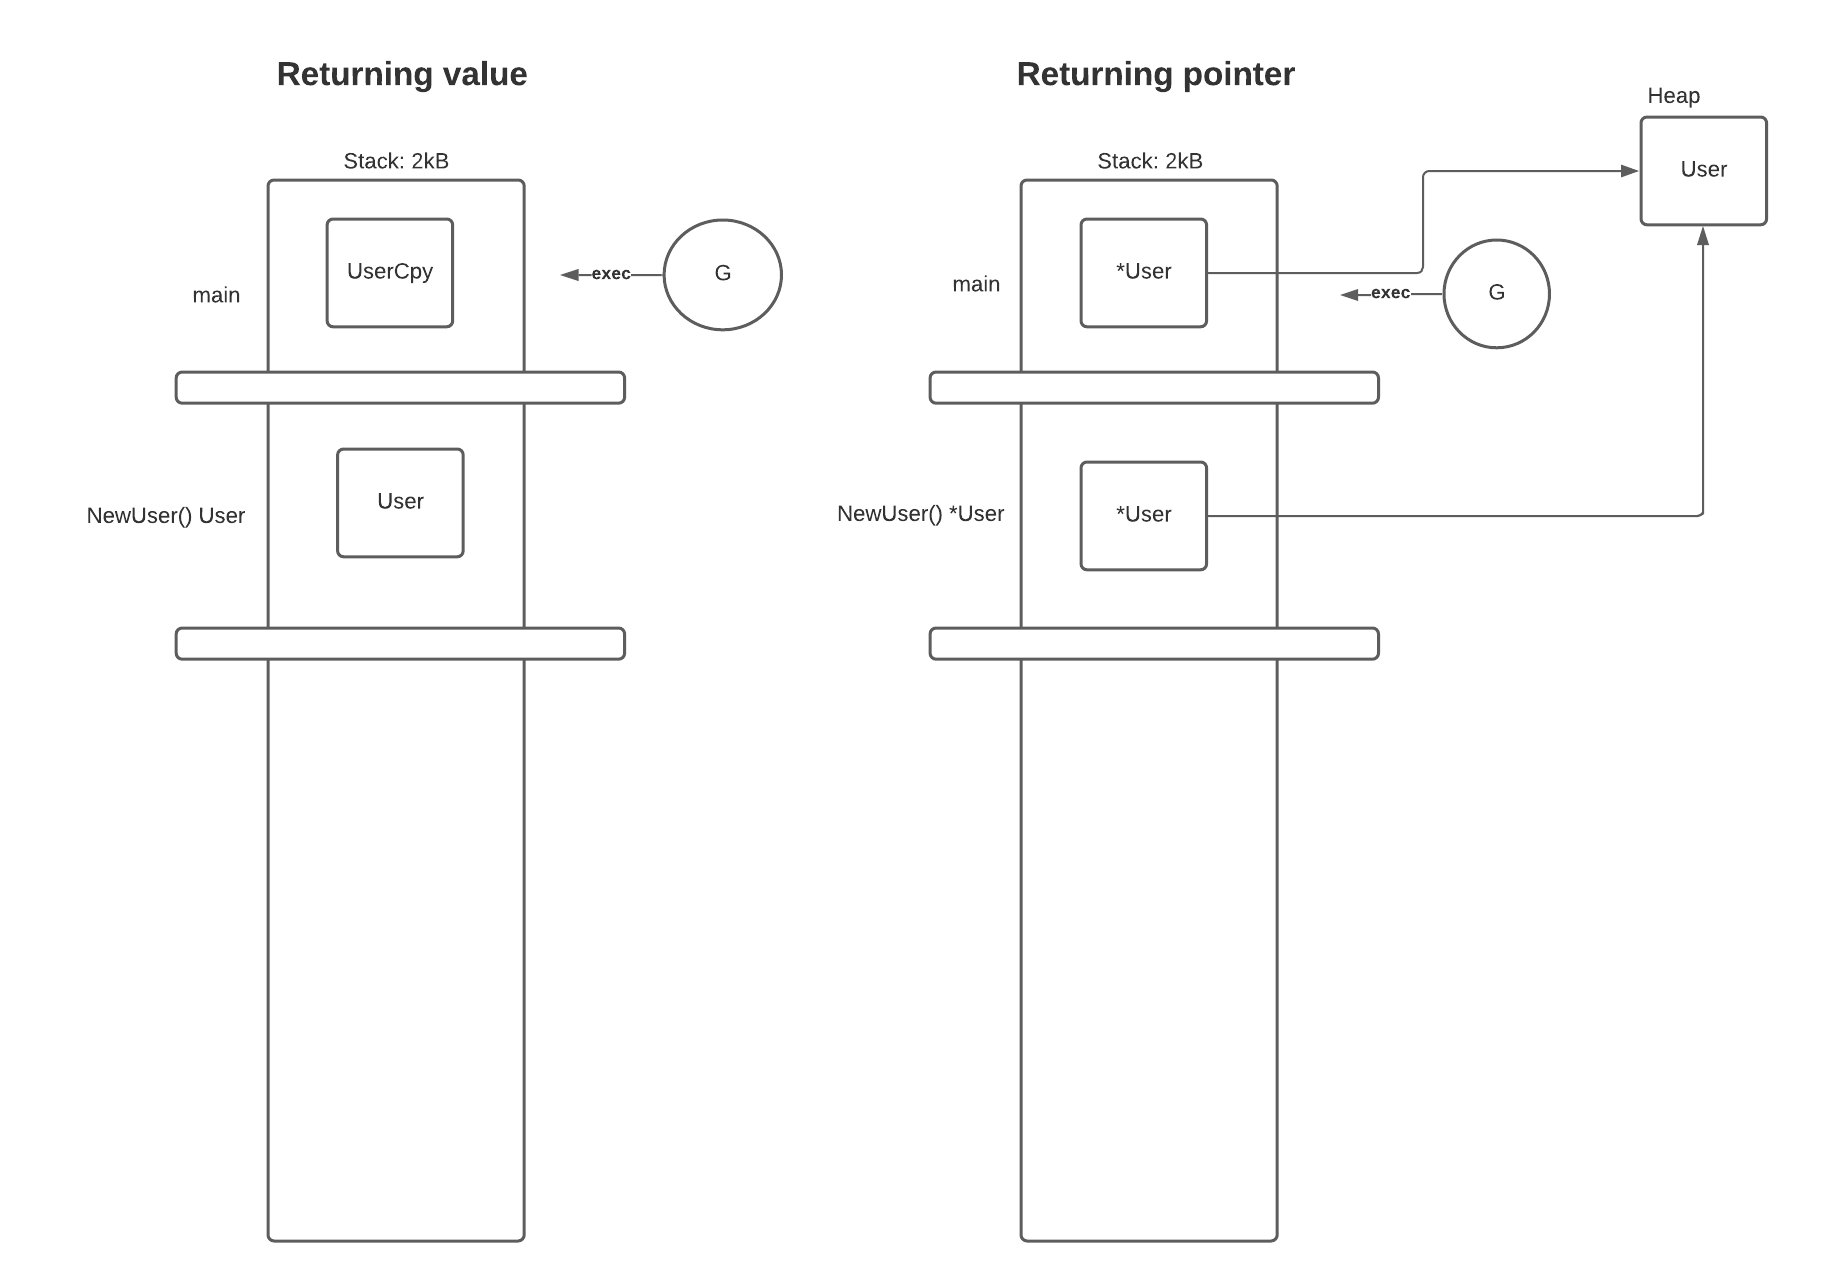 Returning value
Stack: 2kB
UserCpy
main
exec
G
User
NewUser() User
Returning pointer
Heap
User
Stack: 2kB
*User
main
exec
G
*User
NewUser() *User